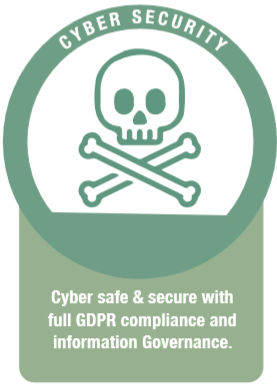 CYBER SECURITY
Cyber safe & secure with
full GDPR compliance and
information Governance.